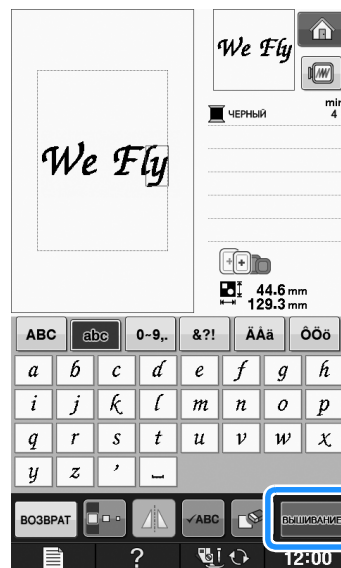 We Fly
We Fly
ЧЕРНЫЙ
min
4
44.6 mm
129.3 mm
ABC abc 0~9,. &?! ÄÅä ÔÖö
a b c d e f g h
i j k l m n o p
q r s t u v w x
y z ’ ⎵
ВОЗВРАТ ✓ABC ВЫШИВАНИЕ
? 12:00